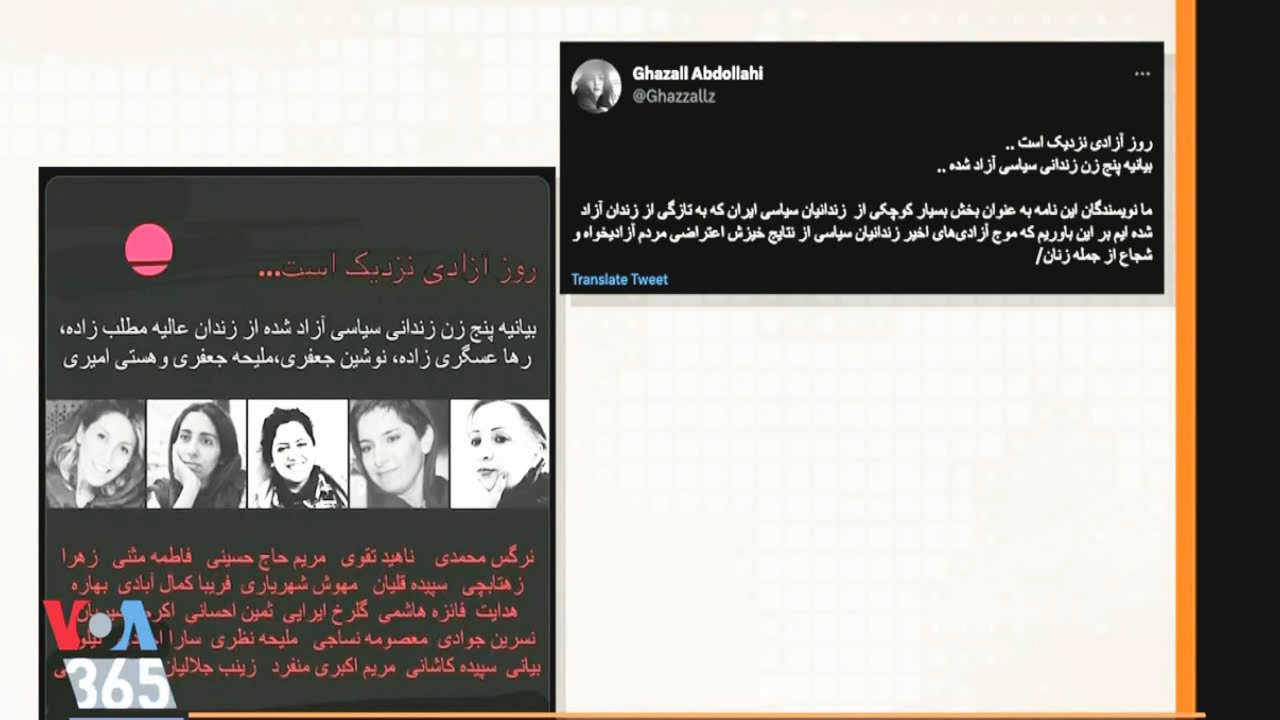 Ghazall Abdollahi
@Ghazzallz
روز آزادی نزدیک است ..
بیانیه پنج زن زندانی سیاسی آزاد شده ..
ما نویسندگان این نامه به عنوان بخش بسیار کوچکی از زندانیان سیاسی ایران که به تازگی از زندان آزاد
شده ایم بر این باوریم که موج آزادی‌های اخیر زندانیان سیاسی از نتایج خیزش اعتراضی مردم آزادیخواه و
شجاع از جمله زنان/
Translate Tweet
روز آزادی نزدیک است...
بیانیه پنج زن زندانی سیاسی آزاد شده از زندان عالیه مطلب زاده،
رها عسگری زاده، نوشین جعفری،ملیحه جعفری و هستی امیری
نرگس محمدی ناهید تقوی مریم حاج حسینی فاطمه مثنی زهرا
زهتابچی سپیده قلیان مهوش شهریاری فریبا کمال آبادی بهاره
هدایت فائزه هاشمی گلرخ ایرایی ثمین احسانی
نسرین جوادی معصومه نساجی ملیحه نظری سارا
بیاتی سپیده کاشانی مریم اکبری منفرد زینب جلالیان
VOA
365